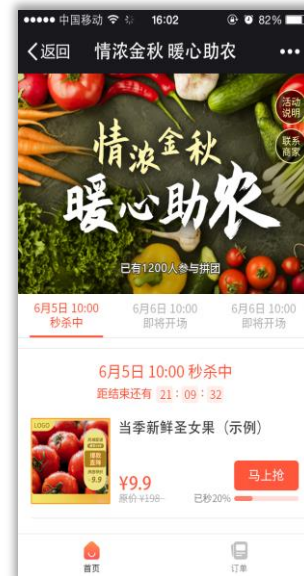 中国移动 16:02 82%
返回 情浓金秋 暖心助农
活动
说明
联系
商家
情浓金秋
暖心助农
已有1200人参与拼团
6月5日 10:00 6月6日 10:00 6月6日 10:00
秒杀中 即将开场 即将开场
6月5日 10:00 秒杀中
距结束还有 21 : 09 : 32
LOGO
9.9
当季新鲜圣女果（示例）
¥9.9
马上抢
原价 ¥198
已秒20%
首页 订单